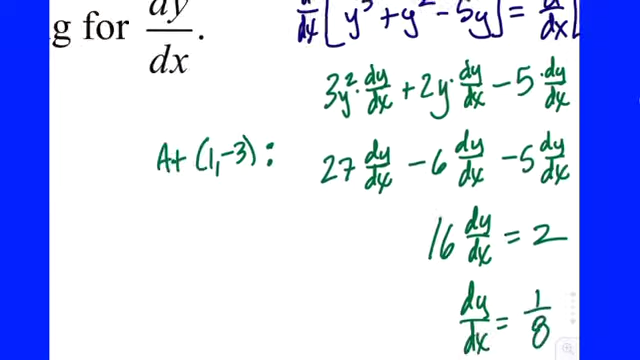 g for dy/dx.
d/dx [y³ + y² − 5y] = d/dx [
3y² · dy/dx + 2y · dy/dx − 5 · dy/dx
At (1, −3) : 27 dy/dx − 6 dy/dx − 5 dy/dx
16 dy/dx = 2
dy/dx = 1/8